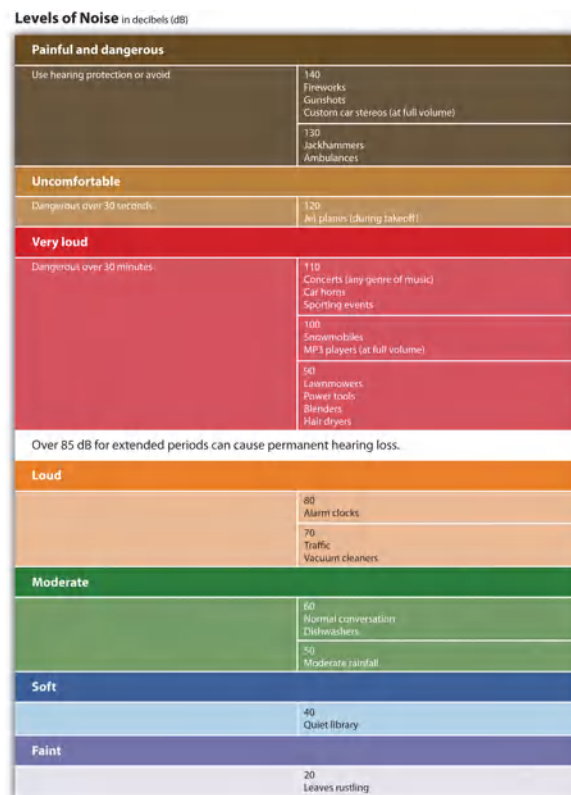 Levels of Noise in decibels (dB)
Painful and dangerous
Use hearing protection or avoid
140
Fireworks
Gunshots
Custom car stereos (at full volume)
130
Jackhammers
Ambulances
Uncomfortable
Dangerous over 30 seconds
120
Jet planes (during takeoff)
Very loud
Dangerous over 30 minutes
110
Concerts (any genre of music)
Car horns
Sporting events
100
Snowmobiles
MP3 players (at full volume)
90
Lawnmowers
Power tools
Blenders
Hair dryers
Over 85 dB for extended periods can cause permanent hearing loss.
Loud
80
Alarm clocks
70
Traffic
Vacuum cleaners
Moderate
60
Normal conversation
Dishwashers
50
Moderate rainfall
Soft
40
Quiet library
Faint
20
Leaves rustling